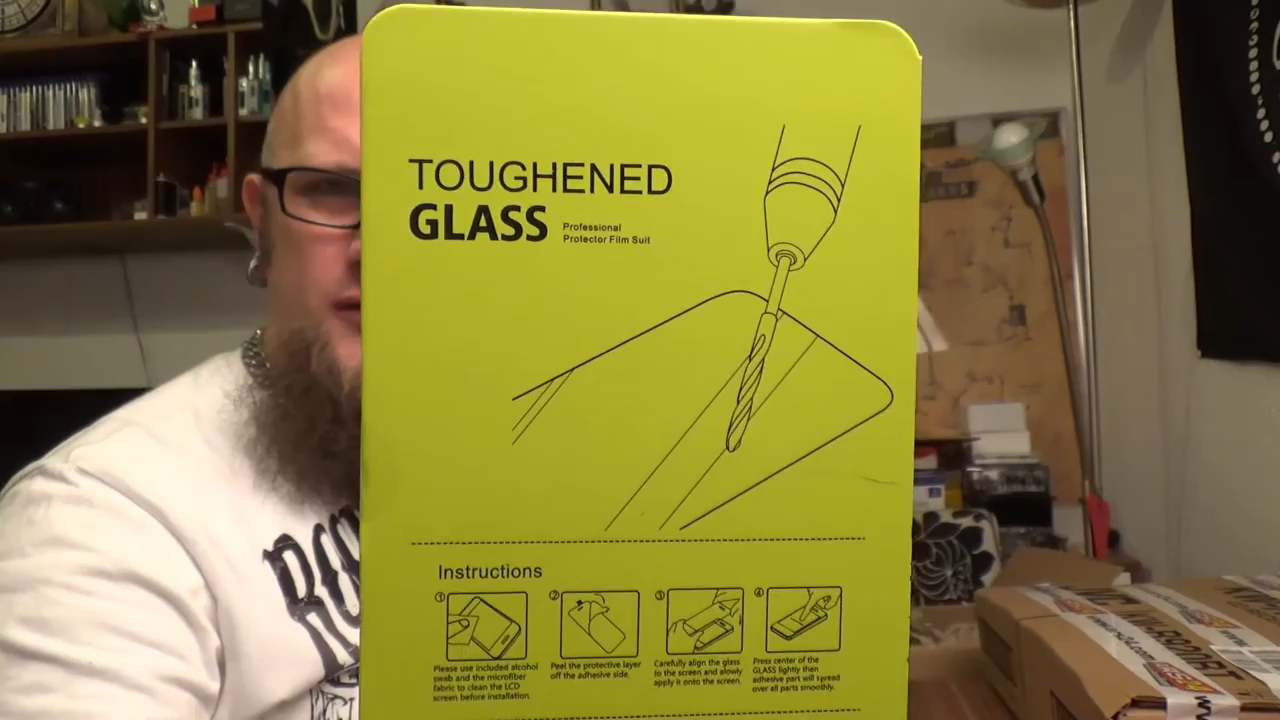 TOUGHENED
GLASS
Professional
Protector Film Suit
Instructions
①
Please use included alcohol
swab and the microfiber
fabric to clean the LCD
screen before installation.
②
Peel the protective layer
off the adhesive side.
③
Carefully align the glass
to the screen and alowly
apply it onto the screen.
④
Press center of the
GLASS lightly then
adhesive part will spread
over all parts smoothly.